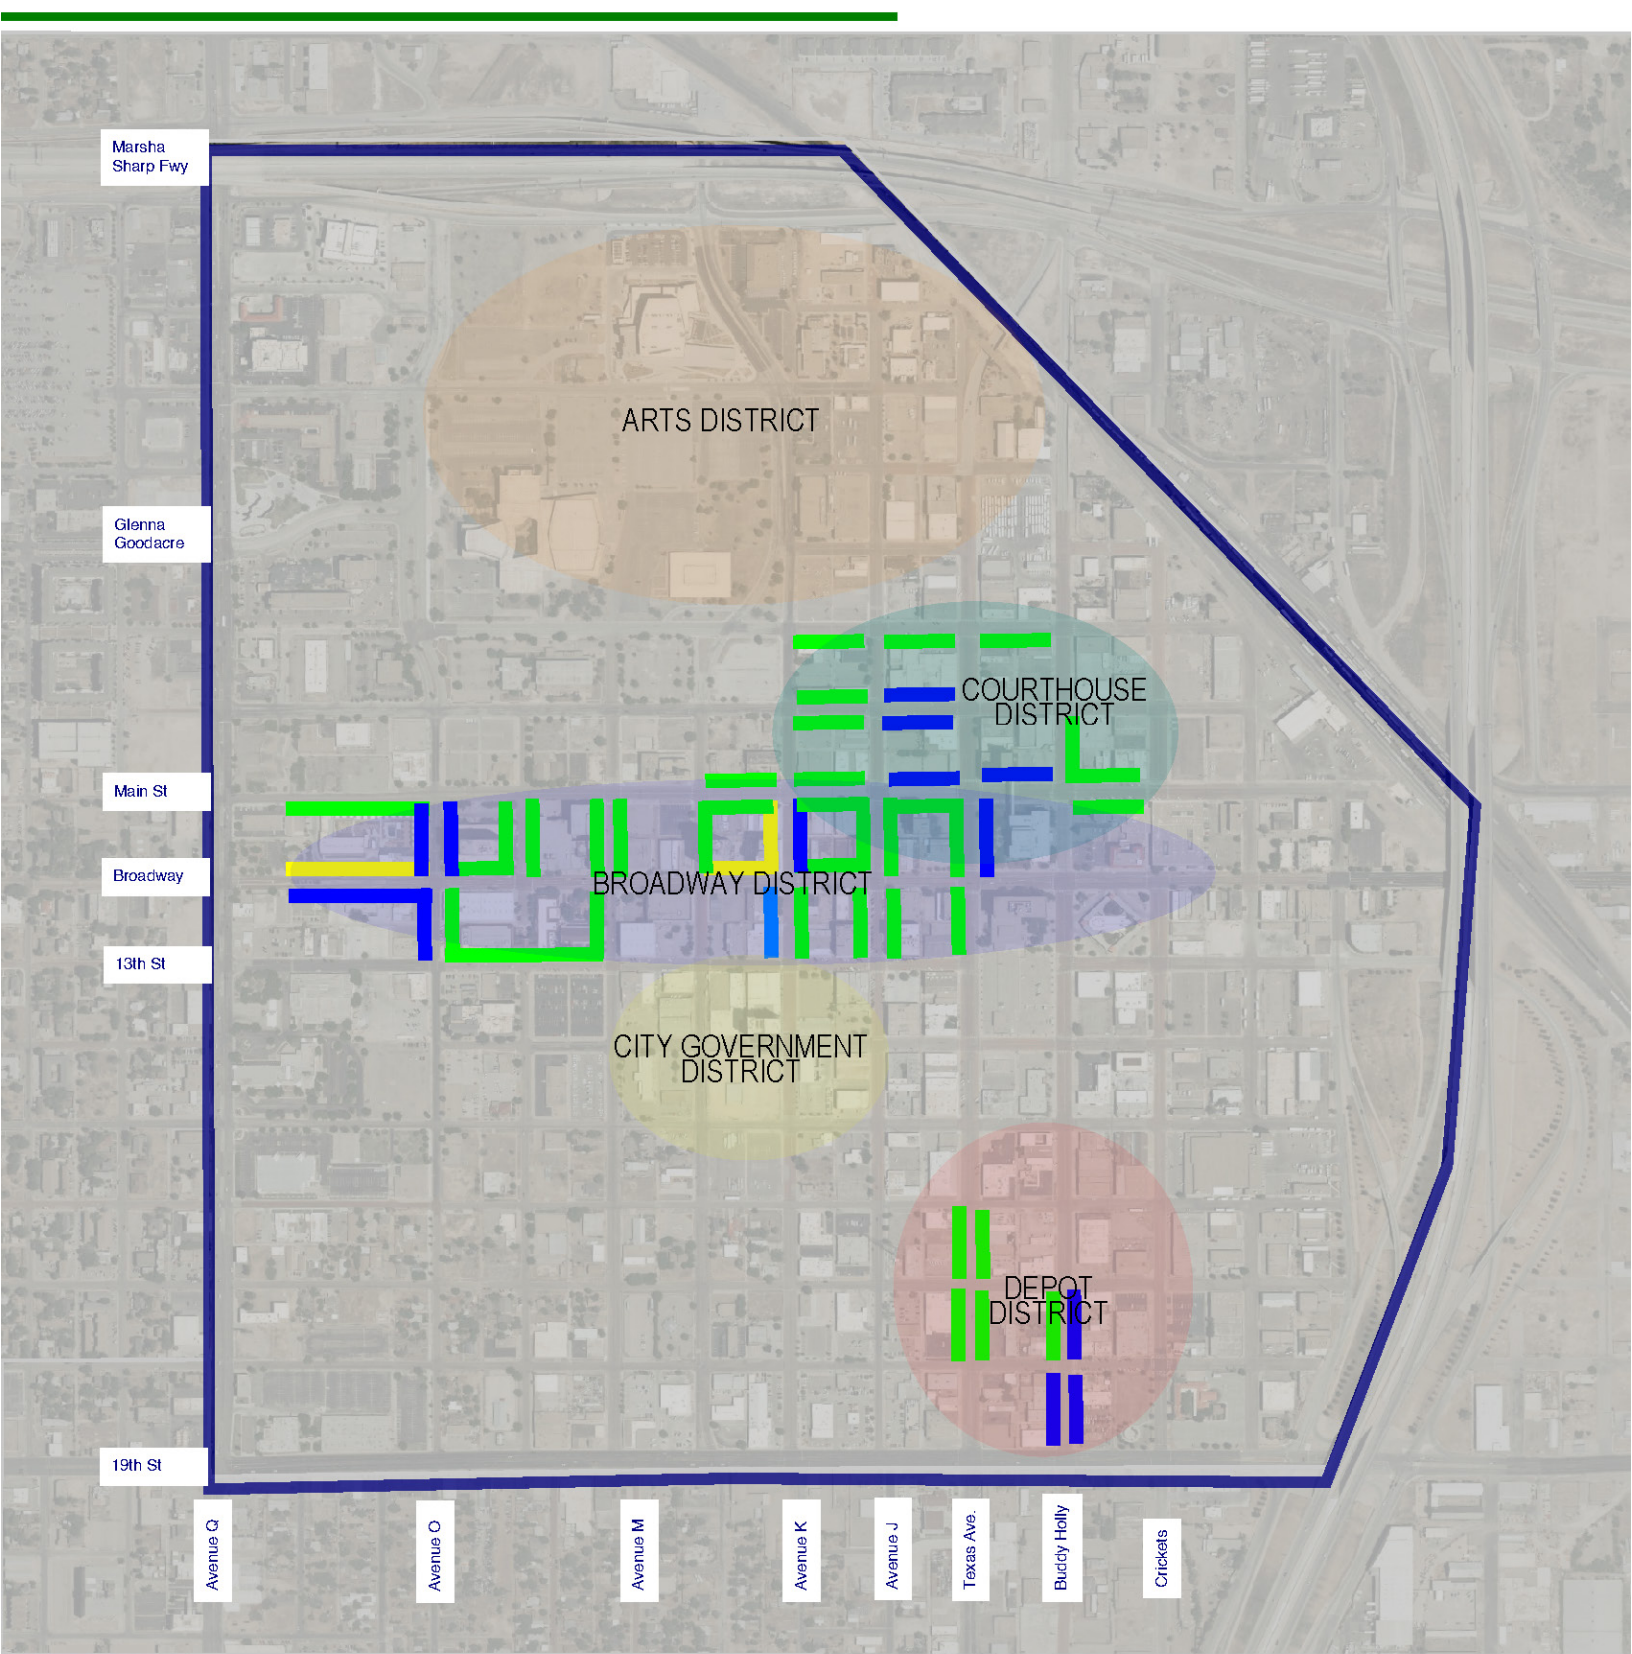 Marsha
Sharp Fwy
ARTS DISTRICT
Glenna
Goodacre
COURTHOUSE
DISTRICT
Main St
Broadway
BROADWAY DISTRICT
13th St
CITY GOVERNMENT
DISTRICT
DEPOT
DISTRICT
19th St
Avenue Q
Avenue O
Avenue M
Avenue K
Avenue J
Texas Ave.
Buddy Holly
Crickets